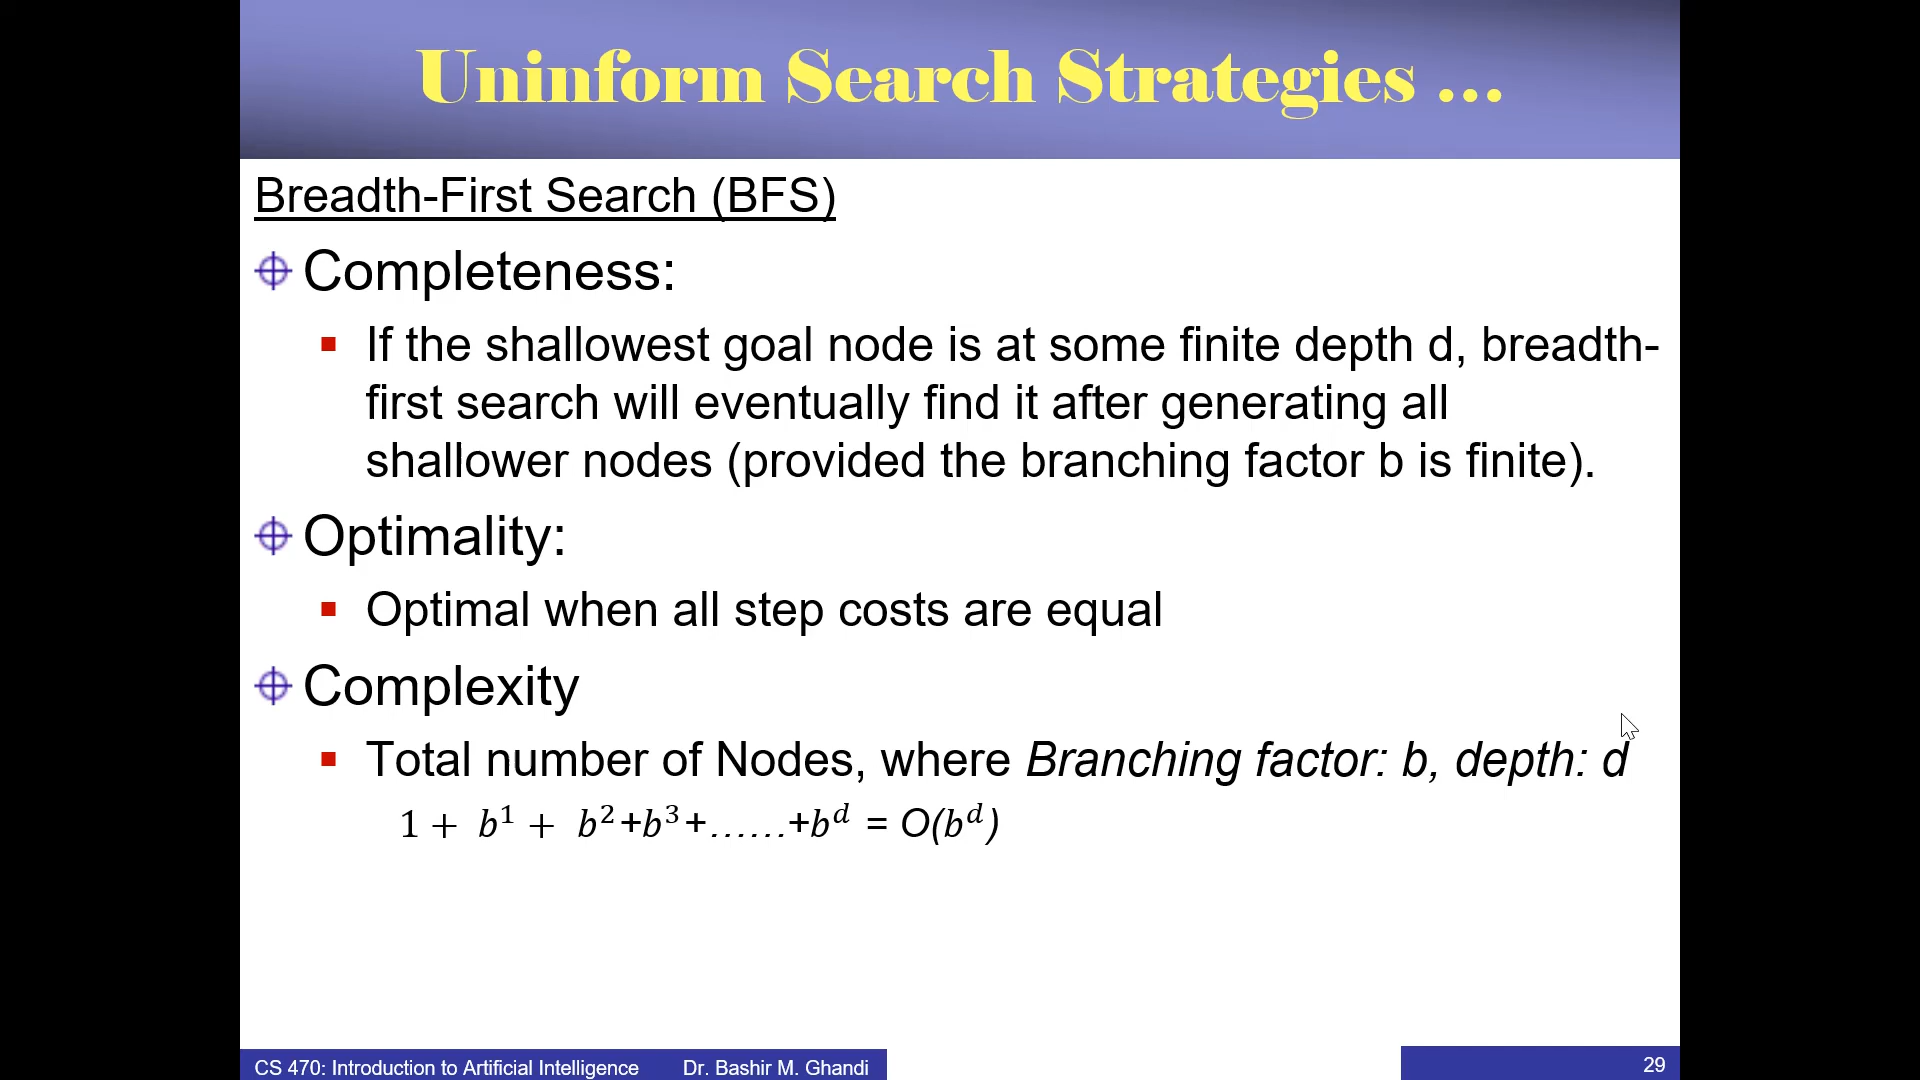 Uninform Search Strategies ...
Breadth-First Search (BFS)
Completeness:
If the shallowest goal node is at some finite depth d, breadth-
first search will eventually find it after generating all
shallower nodes (provided the branching factor b is finite).
Optimality:
Optimal when all step costs are equal
Complexity
Total number of Nodes, where Branching factor: b, depth: d
1 + b¹ + b²+b³+......+bᵈ = O(bᵈ)
CS 470: Introduction to Artificial Intelligence Dr. Bashir M. Ghandi
29